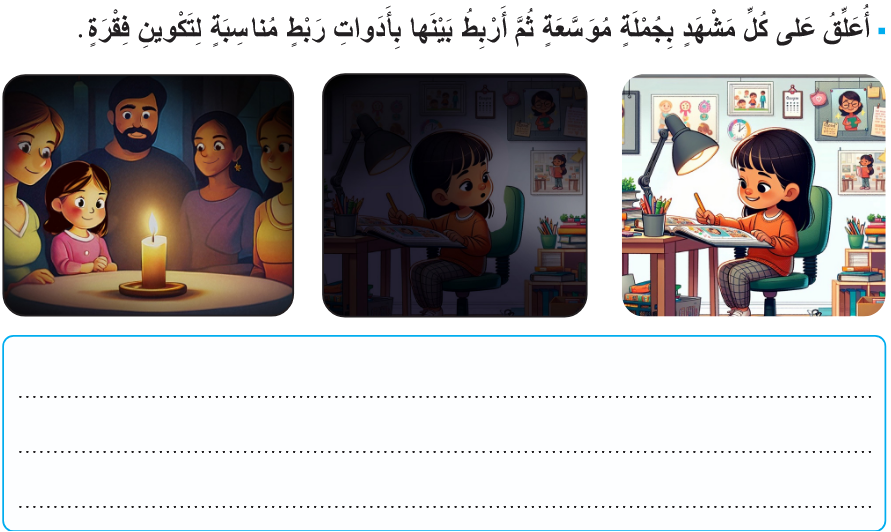 أُعَلِّقُ عَلى كُلِّ مَشْهَدٍ بِجُمْلَةٍ مُوَسَّعَةٍ ثُمَّ أَرْبِطُ بَيْنَها بِأَدَواتِ رَبْطٍ مُناسِبَةٍ لِتَكْوينِ فِقْرَةٍ.